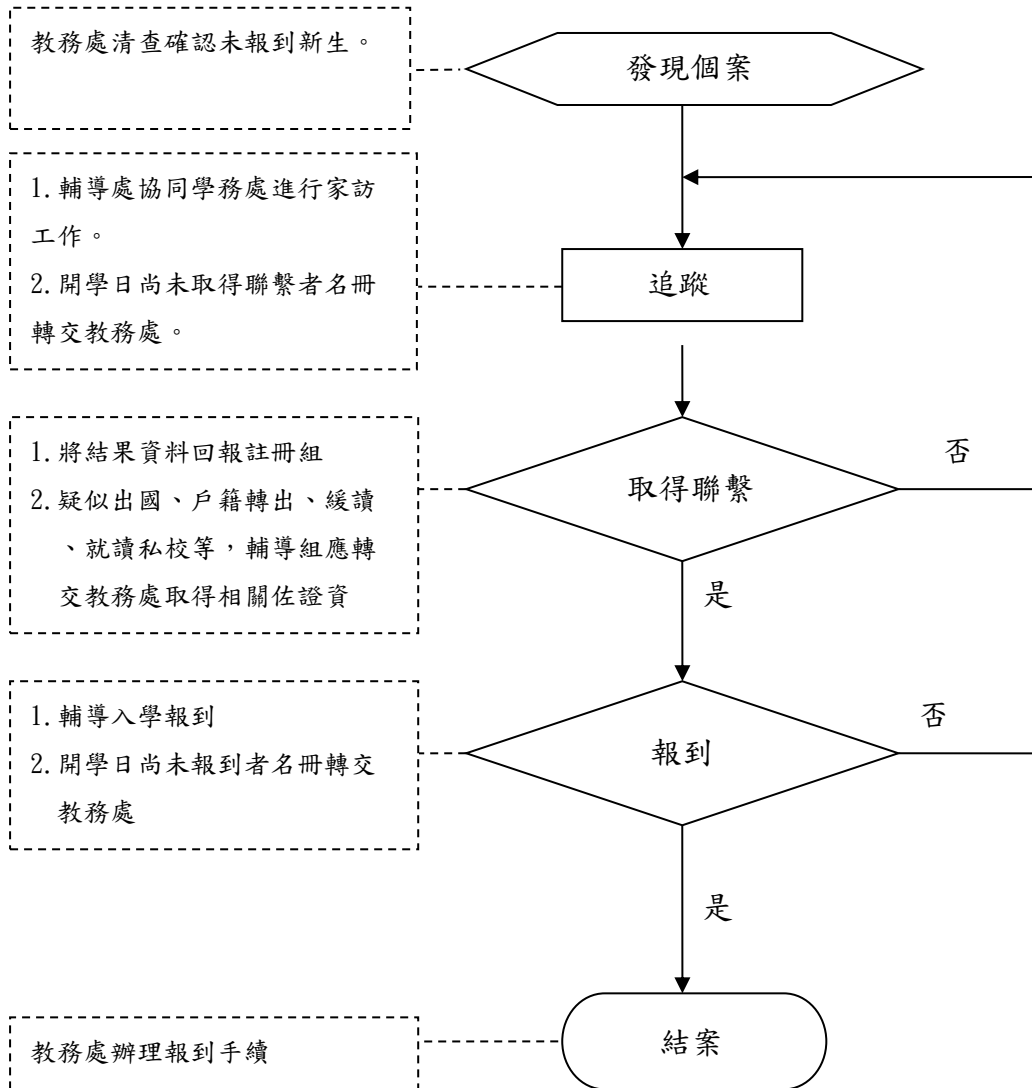 教務處清查確認未報到新生。
發現個案
1.輔導處協同學務處進行家訪
工作。
2.開學日尚未取得聯繫者名冊
轉交教務處。
追蹤
1.將結果資料回報註冊組
2.疑似出國、戶籍轉出、緩讀
、就讀私校等，輔導組應轉
交教務處取得相關佐證資
取得聯繫
否
是
1.輔導入學報到
2.開學日尚未報到者名冊轉交
教務處
報到
否
是
教務處辦理報到手續
結案